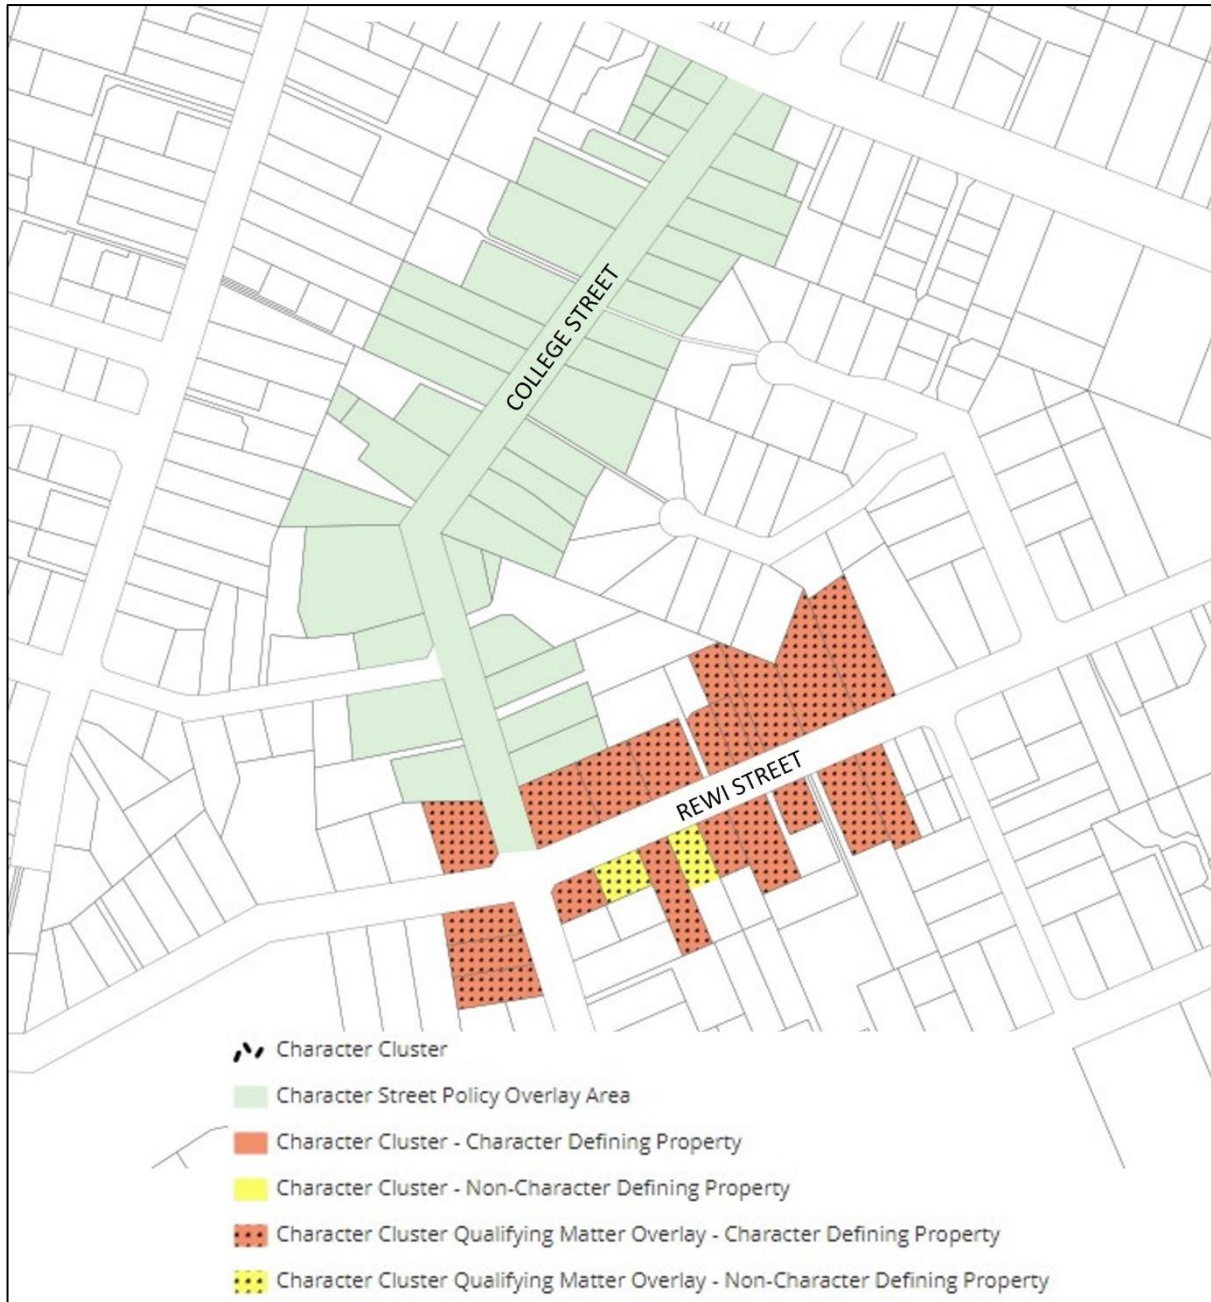 COLLEGE STREET
REWI STREET
Character Cluster
Character Street Policy Overlay Area
Character Cluster - Character Defining Property
Character Cluster - Non-Character Defining Property
Character Cluster Qualifying Matter Overlay - Character Defining Property
Character Cluster Qualifying Matter Overlay - Non-Character Defining Property